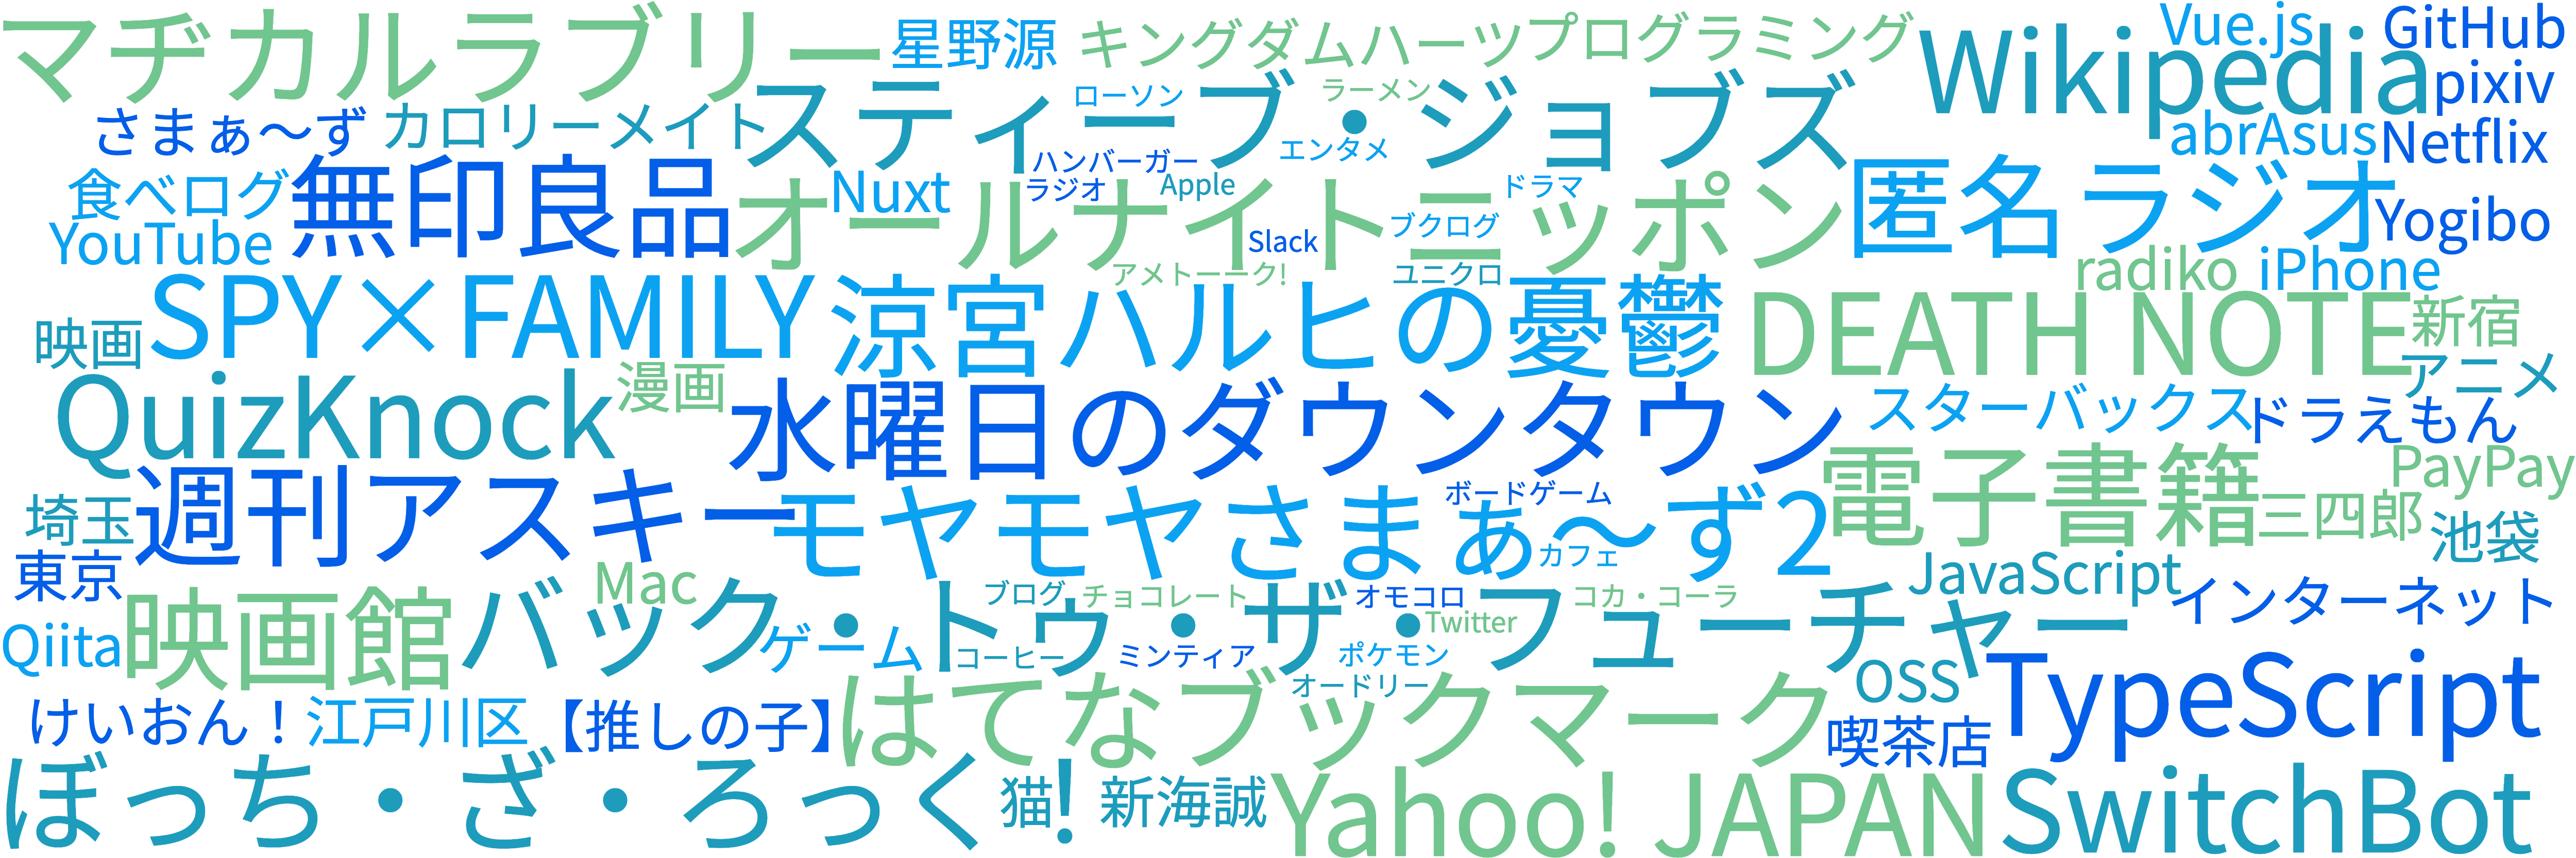 マヂカルラブリー
星野源
キングダムハーツ
プログラミング
Wikipedia
Vue.js
GitHub
pixiv
さまぁ〜ず
カロリーメイト
スティーブ・ジョブズ
ローソン
ラーメン
エンタメ
abrAsus
Netflix
食べログ
無印良品
Nuxt
ハンバーガー
ラジオ
Apple
ドラマ
匿名ラジオ
YouTube
オールナイトニッポン
ブクログ
Slack
Yogibo
アメトーーク!
ユニクロ
radiko
iPhone
映画
SPY×FAMILY
涼宮ハルヒの憂鬱
DEATH NOTE
新宿
アニメ
QuizKnock
漫画
水曜日のダウンタウン
スターバックス
ドラえもん
電子書籍
PayPay
埼玉
週刊アスキー
モヤモヤさまぁ〜ず2
ボードゲーム
三四郎
池袋
東京
Mac
カフェ
JavaScript
インターネット
Qiita
映画館
バック・トゥ・ザ・フューチャー
ブログ
チョコレート
オモコロ
コカ・コーラ
Twitter
ゲーム
コーヒー
ミンティア
ポケモン
OSS
TypeScript
けいおん！
江戸川区
【推しの子】
はてなブックマーク
オードリー
喫茶店
ぼっち・ざ・ろっく!
猫
新海誠
Yahoo! JAPAN
SwitchBot